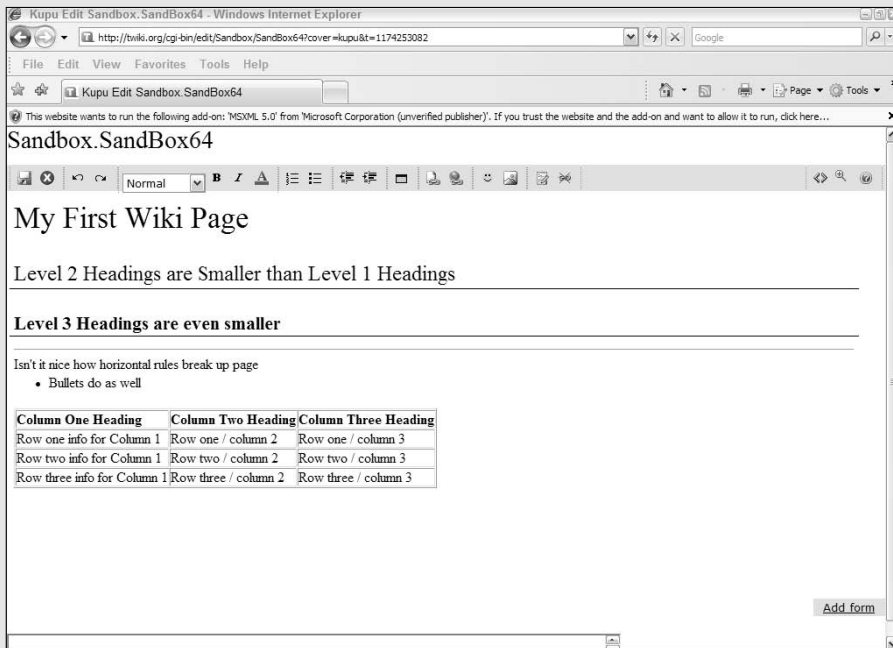 Kupu Edit Sandbox.SandBox64 - Windows Internet Explorer
http://twiki.org/cgi-bin/edit/Sandbox/SandBox64?cover=kupu&t=1174253082
Google
File Edit View Favorites Tools Help
Kupu Edit Sandbox.SandBox64
Page Tools
This website wants to run the following add-on: 'MSXML 5.0' from 'Microsoft Corporation (unverified publisher)'. If you trust the website and the add-on and want to allow it to run, click here...
Sandbox.SandBox64
Normal B I A
My First Wiki Page
Level 2 Headings are Smaller than Level 1 Headings
Level 3 Headings are even smaller
Isn't it nice how horizontal rules break up page
• Bullets do as well
Column One Heading Column Two Heading Column Three Heading
Row one info for Column 1 Row one / column 2 Row one / column 3
Row two info for Column 1 Row two / column 2 Row two / column 3
Row three info for Column 1 Row three / column 2 Row three / column 3
Add form